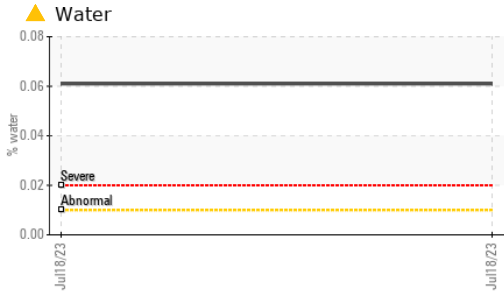 Water
0.08
0.06
0.04
0.02
0.00
% water
Severe
Abnormal
Jul18/23
Jul18/23